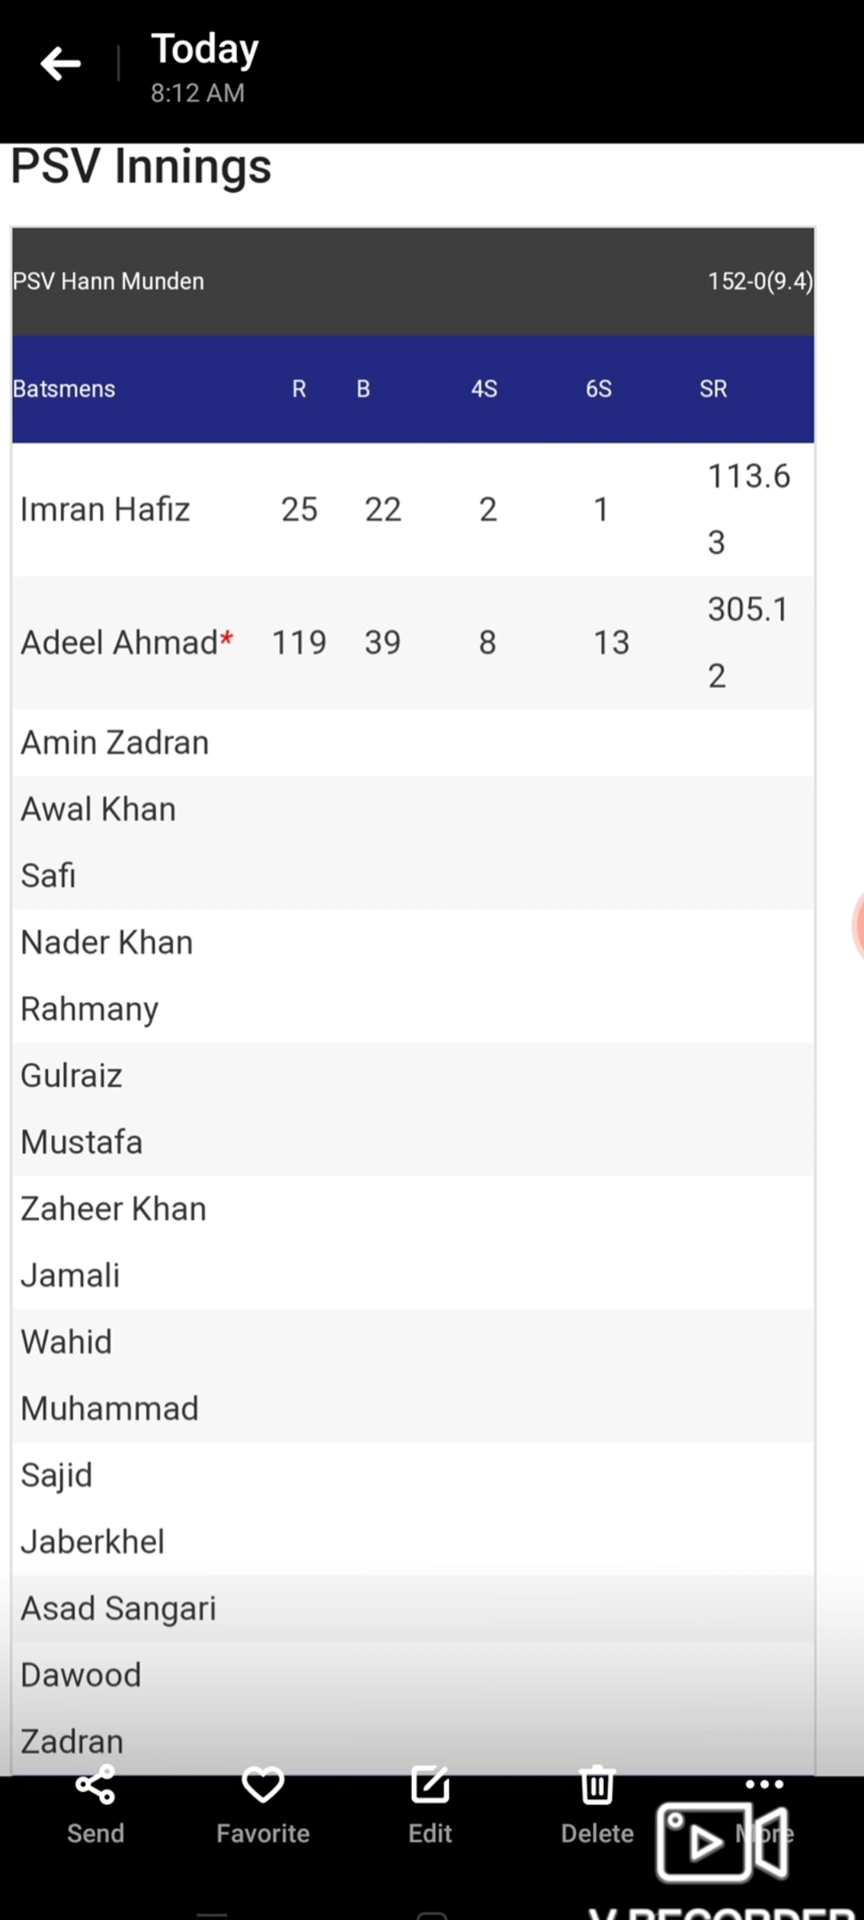 Today
8:12 AM
PSV Innings
PSV Hann Munden 152-0(9.4)
Batsmens R B 4S 6S SR
Imran Hafiz 25 22 2 1 113.6
3
Adeel Ahmad* 119 39 8 13 305.1
2
Amin Zadran
Awal Khan
Safi
Nader Khan
Rahmany
Gulraiz
Mustafa
Zaheer Khan
Jamali
Wahid
Muhammad
Sajid
Jaberkhel
Asad Sangari
Dawood
Zadran
Send Favorite Edit Delete More
V RECORDER